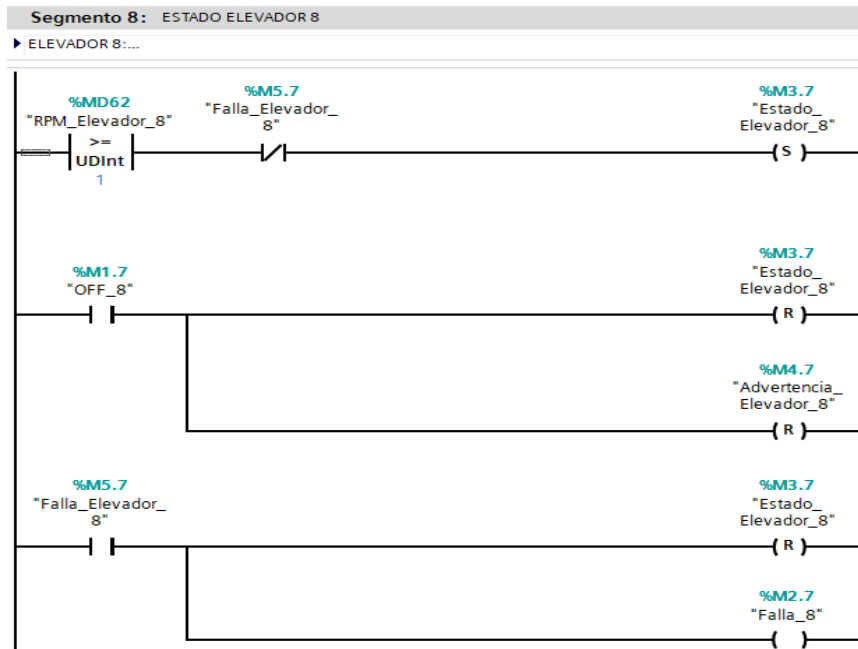 Segmento 8: ESTADO ELEVADOR 8
ELEVADOR 8:...
%MD62
"RPM_Elevador_8"
>=
UDInt
1
%M5.7
"Falla_Elevador_
8"
%M3.7
"Estado_
Elevador_8"
S
%M1.7
"OFF_8"
%M3.7
"Estado_
Elevador_8"
R
%M4.7
"Advertencia_
Elevador_8"
R
%M5.7
"Falla_Elevador_
8"
%M3.7
"Estado_
Elevador_8"
R
%M2.7
"Falla_8"